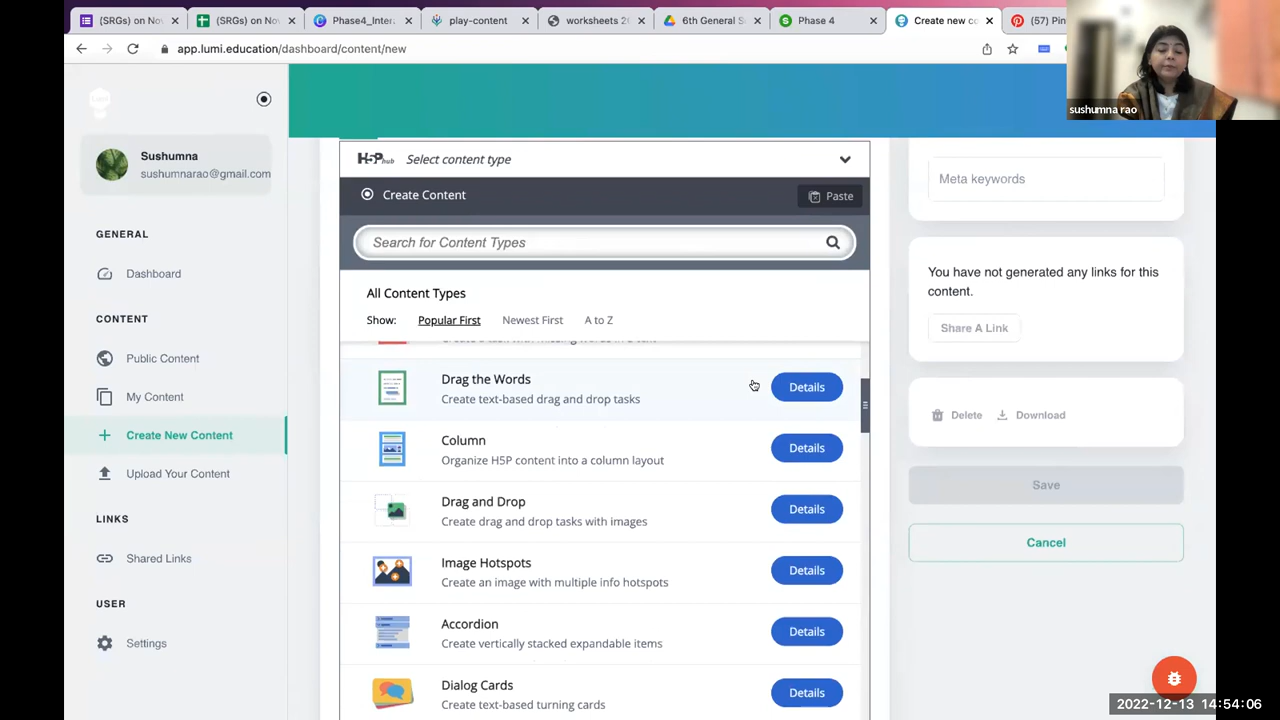 (SRGs) on Nov
(SRGs) on Nov
Phase4_Inter
play-content
worksheets 20
6th General S
Phase 4
Create new co
(57) Pin
app.lumi.education/dashboard/content/new
sushumna rao
Sushumna
sushumnarao@gmail.com
GENERAL
Dashboard
CONTENT
Public Content
My Content
Create New Content
Upload Your Content
LINKS
Shared Links
USER
Settings
H5P hub Select content type
Create Content
Paste
Search for Content Types
All Content Types
Show: Popular First Newest First A to Z
Create a task with missing words in a text
Drag the Words
Create text-based drag and drop tasks
Details
Column
Organize H5P content into a column layout
Details
Drag and Drop
Create drag and drop tasks with images
Details
Image Hotspots
Create an image with multiple info hotspots
Details
Accordion
Create vertically stacked expandable items
Details
Dialog Cards
Create text-based turning cards
Details
Meta keywords
You have not generated any links for this
content.
Share A Link
Delete Download
Save
Cancel
2022-12-13 14:54:06